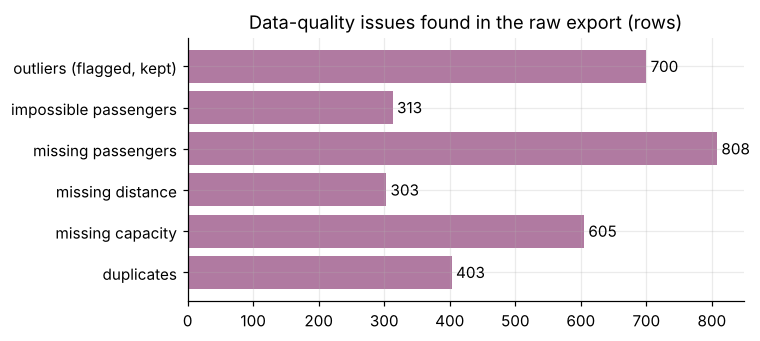 Data-quality issues found in the raw export (rows)
outliers (flagged, kept) 700
impossible passengers 313
missing passengers 808
missing distance 303
missing capacity 605
duplicates 403
0 100 200 300 400 500 600 700 800